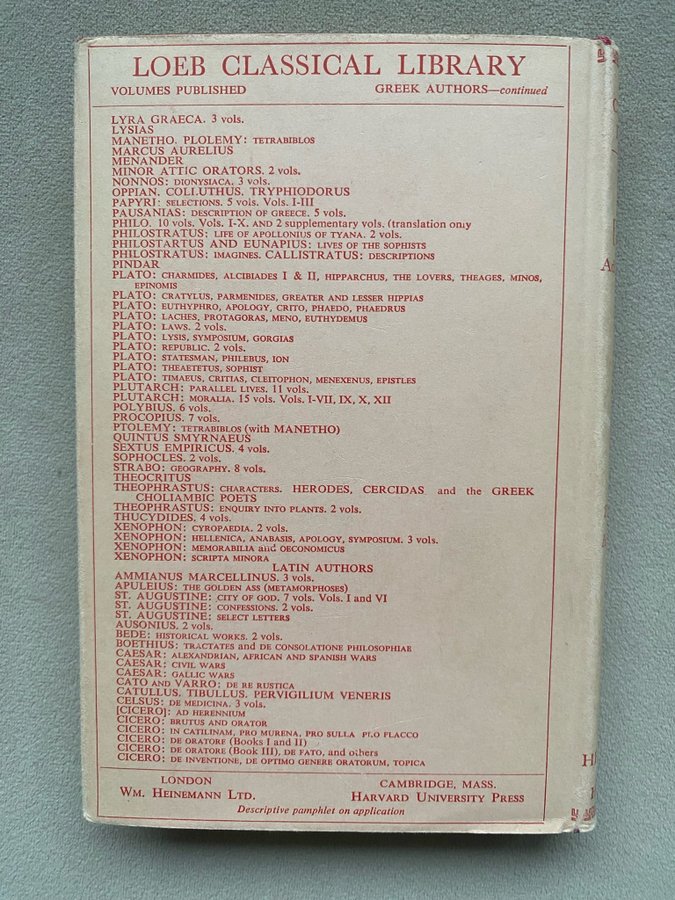 LOEB CLASSICAL LIBRARY
VOLUMES PUBLISHED GREEK AUTHORS—continued
LYRA GRAECA. 3 vols.
LYSIAS
MANETHO. PLOLEMY: TETRABIBLOS
MARCUS AURELIUS
MENANDER
MINOR ATTIC ORATORS. 2 vols.
NONNOS: DIONYSIACA. 3 vols.
OPPIAN. COLLUTHUS. TRYPHIODORUS
PAPYRI: SELECTIONS. 5 vols. Vols. I-III
PAUSANIAS: DESCRIPTION OF GREECE. 5 vols.
PHILO. 10 vols. Vols. I-X. AND 2 supplementary vols. (translation only
PHILOSTRATUS: LIFE OF APOLLONIUS OF TYANA. 2 vols.
PHILOSTARTUS AND EUNAPIUS: LIVES OF THE SOPHISTS
PHILOSTRATUS: IMAGINES. CALLISTRATUS: DESCRIPTIONS
PINDAR
PLATO: CHARMIDES, ALCIBIADES I & II, HIPPARCHUS, THE LOVERS, THEAGES, MINOS,
EPINOMIS
PLATO: CRATYLUS, PARMENIDES, GREATER AND LESSER HIPPIAS
PLATO: EUTHYPHRO, APOLOGY, CRITO, PHAEDO, PHAEDRUS
PLATO: LACHES, PROTAGORAS, MENO, EUTHYDEMUS
PLATO: LAWS. 2 vols.
PLATO: LYSIS, SYMPOSIUM, GORGIAS
PLATO: REPUBLIC. 2 vols.
PLATO: STATESMAN, PHILEBUS, ION
PLATO: THEAETETUS, SOPHIST
PLATO: TIMAEUS, CRITIAS, CLEITOPHON, MENEXENUS, EPISTLES
PLUTARCH: PARALLEL LIVES. 11 vols.
PLUTARCH: MORALIA. 15 vols. Vols. I-VII, IX, X, XII
POLYBIUS. 6 vols.
PROCOPIUS. 7 vols.
PTOLEMY: TETRABIBLOS (with MANETHO)
QUINTUS SMYRNAEUS
SEXTUS EMPIRICUS. 4 vols.
SOPHOCLES. 2 vols.
STRABO: GEOGRAPHY. 8 vols.
THEOCRITUS
THEOPHRASTUS: CHARACTERS. HERODES, CERCIDAS and the GREEK
CHOLIAMBIC POETS
THEOPHRASTUS: ENQUIRY INTO PLANTS. 2 vols.
THUCYDIDES. 4 vols.
XENOPHON: CYROPAEDIA. 2 vols.
XENOPHON: HELLENICA, ANABASIS, APOLOGY, SYMPOSIUM. 3 vols.
XENOPHON: MEMORABILIA and OECONOMICUS
XENOPHON: SCRIPTA MINORA
LATIN AUTHORS
AMMIANUS MARCELLINUS. 3 vols.
APULEIUS: THE GOLDEN ASS (METAMORPHOSES)
ST. AUGUSTINE: CITY OF GOD. 7 vols. Vols. I and VI
ST. AUGUSTINE: CONFESSIONS. 2 vols.
ST. AUGUSTINE: SELECT LETTERS
AUSONIUS. 2 vols.
BEDE: HISTORICAL WORKS. 2 vols.
BOETHIUS: TRACTATES and DE CONSOLATIONE PHILOSOPHIAE
CAESAR: ALEXANDRIAN, AFRICAN AND SPANISH WARS
CAESAR: CIVIL WARS
CAESAR: GALLIC WARS
CATO AND VARRO: DE RE RUSTICA
CATULLUS. TIBULLUS. PERVIGILIUM VENERIS
CELSUS: DE MEDICINA. 3 vols.
[CICERO]: AD HERENNIUM
CICERO: BRUTUS AND ORATOR
CICERO: IN CATILINAM, PRO MURENA, PRO SULLA FLACCO
CICERO: DE ORATORE (Books I and II)
CICERO: DE ORATORE (Book III), DE FATO, and others
CICERO: DE INVENTIONE, DE OPTIMO GENERE ORATORUM, TOPICA
LONDON CAMBRIDGE, MASS.
WM. HEINEMANN LTD. HARVARD UNIVERSITY PRESS
Descriptive pamphlet on application